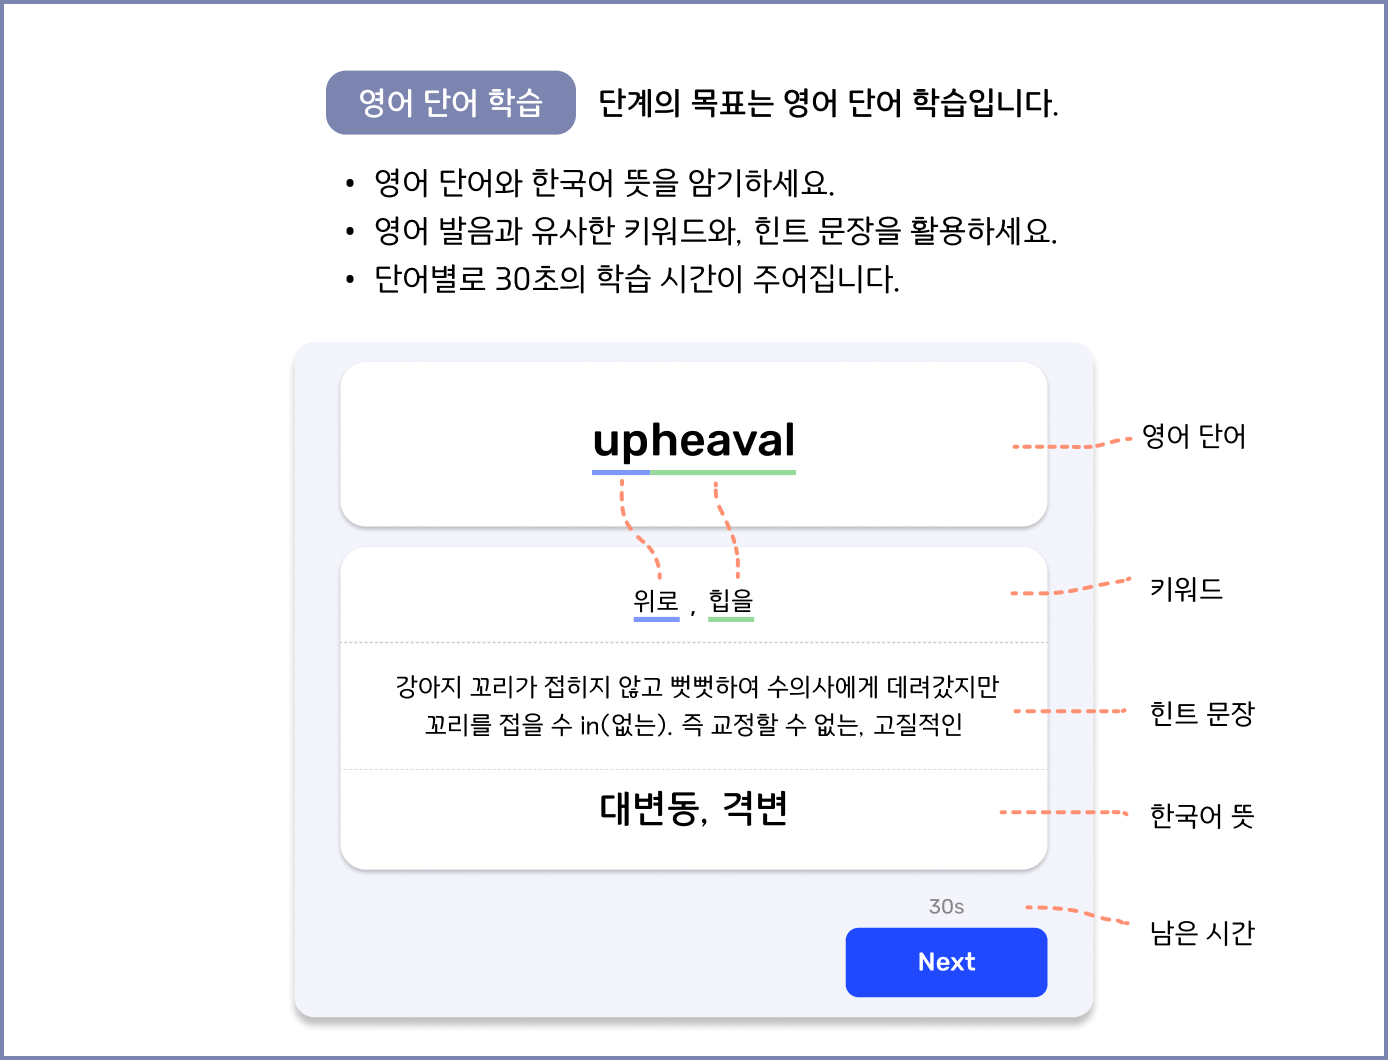 영어 단어 학습 단계의 목표는 영어 단어 학습입니다.
• 영어 단어와 한국어 뜻을 암기하세요.
• 영어 발음과 유사한 키워드와, 힌트 문장을 활용하세요.
• 단어별로 30초의 학습 시간이 주어집니다.
upheaval
영어 단어
위로 , 힙을
키워드
강아지 꼬리가 접히지 않고 뻣뻣하여 수의사에게 데려갔지만
꼬리를 접을 수 in(없는). 즉 교정할 수 없는, 고질적인
힌트 문장
대변동, 격변
한국어 뜻
30s
남은 시간
Next